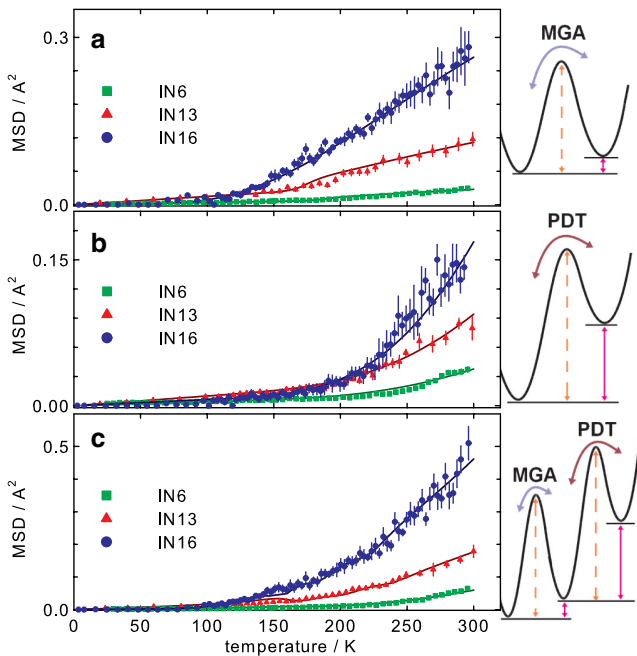 a
0.3
MSD / A²
IN6
IN13
IN16
0.0
MGA
b
0.15
MSD / A²
IN6
IN13
IN16
0.00
PDT
c
0.5
MSD / A²
IN6
IN13
IN16
0.0
0 50 100 150 200 250 300
temperature / K
MGA
PDT